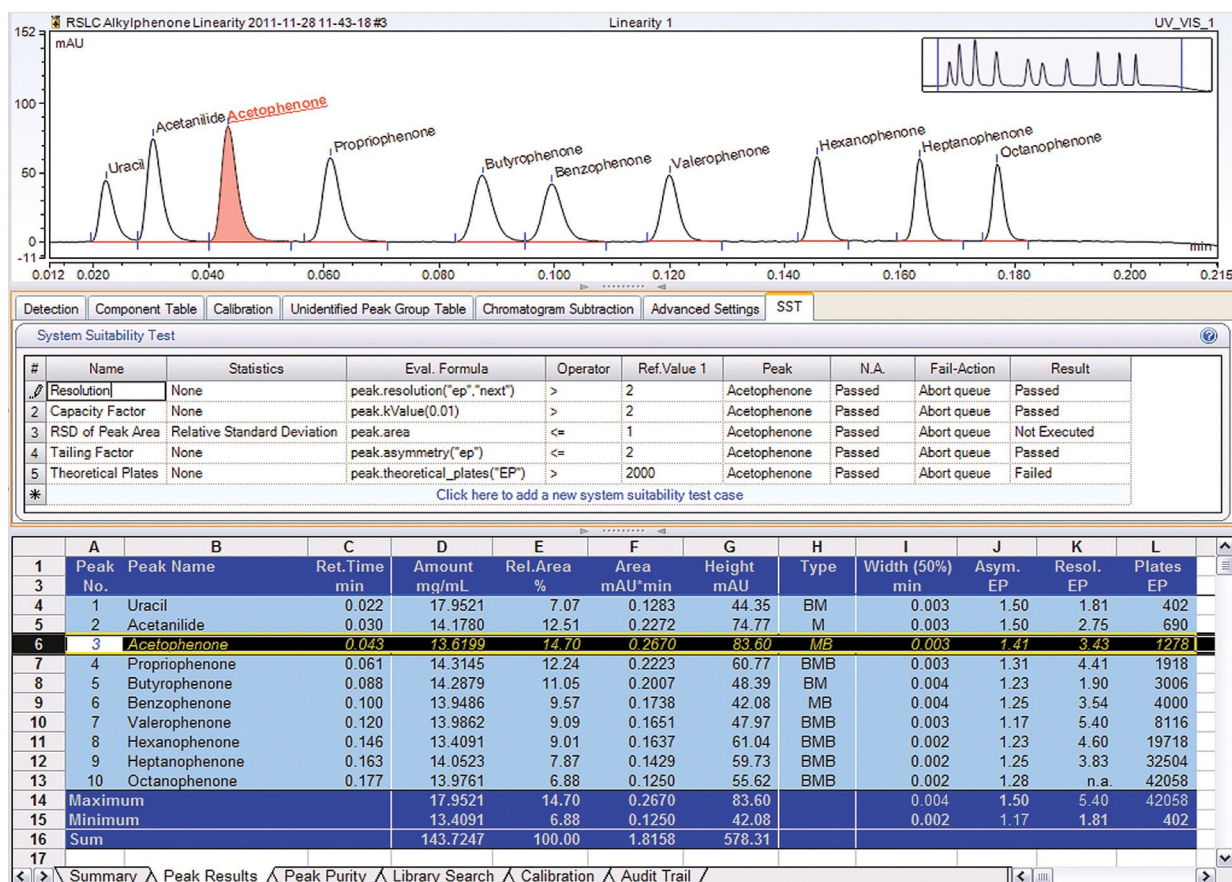 RSLC Alkylphenone Linearity 2011-11-28 11-43-18 #3 Linearity 1 UV_VIS_1
152
mAU
100
50
0
-11
Uracil
Acetanilide
Acetophenone
Propriophenone
Butyrophenone
Benzophenone
Valerophenone
Hexanophenone
Heptanophenone
Octanophenone
min
0.012 0.020 0.040 0.060 0.080 0.100 0.120 0.140 0.160 0.180 0.200 0.215
Detection Component Table Calibration Unidentified Peak Group Table Chromatogram Subtraction Advanced Settings SST
System Suitability Test
# Name Statistics Eval. Formula Operator Ref.Value 1 Peak N.A. Fail-Action Result
Resolution None peak.resolution("ep","next") > 2 Acetophenone Passed Abort queue Passed
2 Capacity Factor None peak.kValue(0.01) > 2 Acetophenone Passed Abort queue Passed
3 RSD of Peak Area Relative Standard Deviation peak.area <= 1 Acetophenone Passed Abort queue Not Executed
4 Tailing Factor None peak.asymmetry("ep") <= 2 Acetophenone Passed Abort queue Passed
5 Theoretical Plates None peak.theoretical_plates("EP") > 2000 Acetophenone Passed Abort queue Failed
* Click here to add a new system suitability test case
A B C D E F G H I J K L
1 Peak Peak Name Ret.Time Amount Rel.Area Area Height Type Width (50%) Asym. Resol. Plates
3 No. min mg/mL % mAU*min mAU min EP EP EP
4 1 Uracil 0.022 17.9521 7.07 0.1283 44.35 BM 0.003 1.50 1.81 402
5 2 Acetanilide 0.030 14.1780 12.51 0.2272 74.77 M 0.003 1.50 2.75 690
6 3 Acetophenone 0.043 13.6199 14.70 0.2670 83.60 MB 0.003 1.41 3.43 1278
7 4 Propriophenone 0.061 14.3145 12.24 0.2223 60.77 BMB 0.003 1.31 4.41 1918
8 5 Butyrophenone 0.088 14.2879 11.05 0.2007 48.39 BM 0.004 1.23 1.90 3006
9 6 Benzophenone 0.100 13.9486 9.57 0.1738 42.08 MB 0.004 1.25 3.54 4000
10 7 Valerophenone 0.120 13.9862 9.09 0.1651 47.97 BMB 0.003 1.17 5.40 8116
11 8 Hexanophenone 0.146 13.4091 9.01 0.1637 61.04 BMB 0.002 1.23 4.60 19718
12 9 Heptanophenone 0.163 14.0523 7.87 0.1429 59.73 BMB 0.002 1.25 3.83 32504
13 10 Octanophenone 0.177 13.9761 6.88 0.1250 55.62 BMB 0.002 1.28 n.a. 42058
14 Maximum 17.9521 14.70 0.2670 83.60 0.004 1.50 5.40 42058
15 Minimum 13.4091 6.88 0.1250 42.08 0.002 1.17 1.81 402
16 Sum 143.7247 100.00 1.8158 578.31
17
Summary Peak Results Peak Purity Library Search Calibration Audit Trail